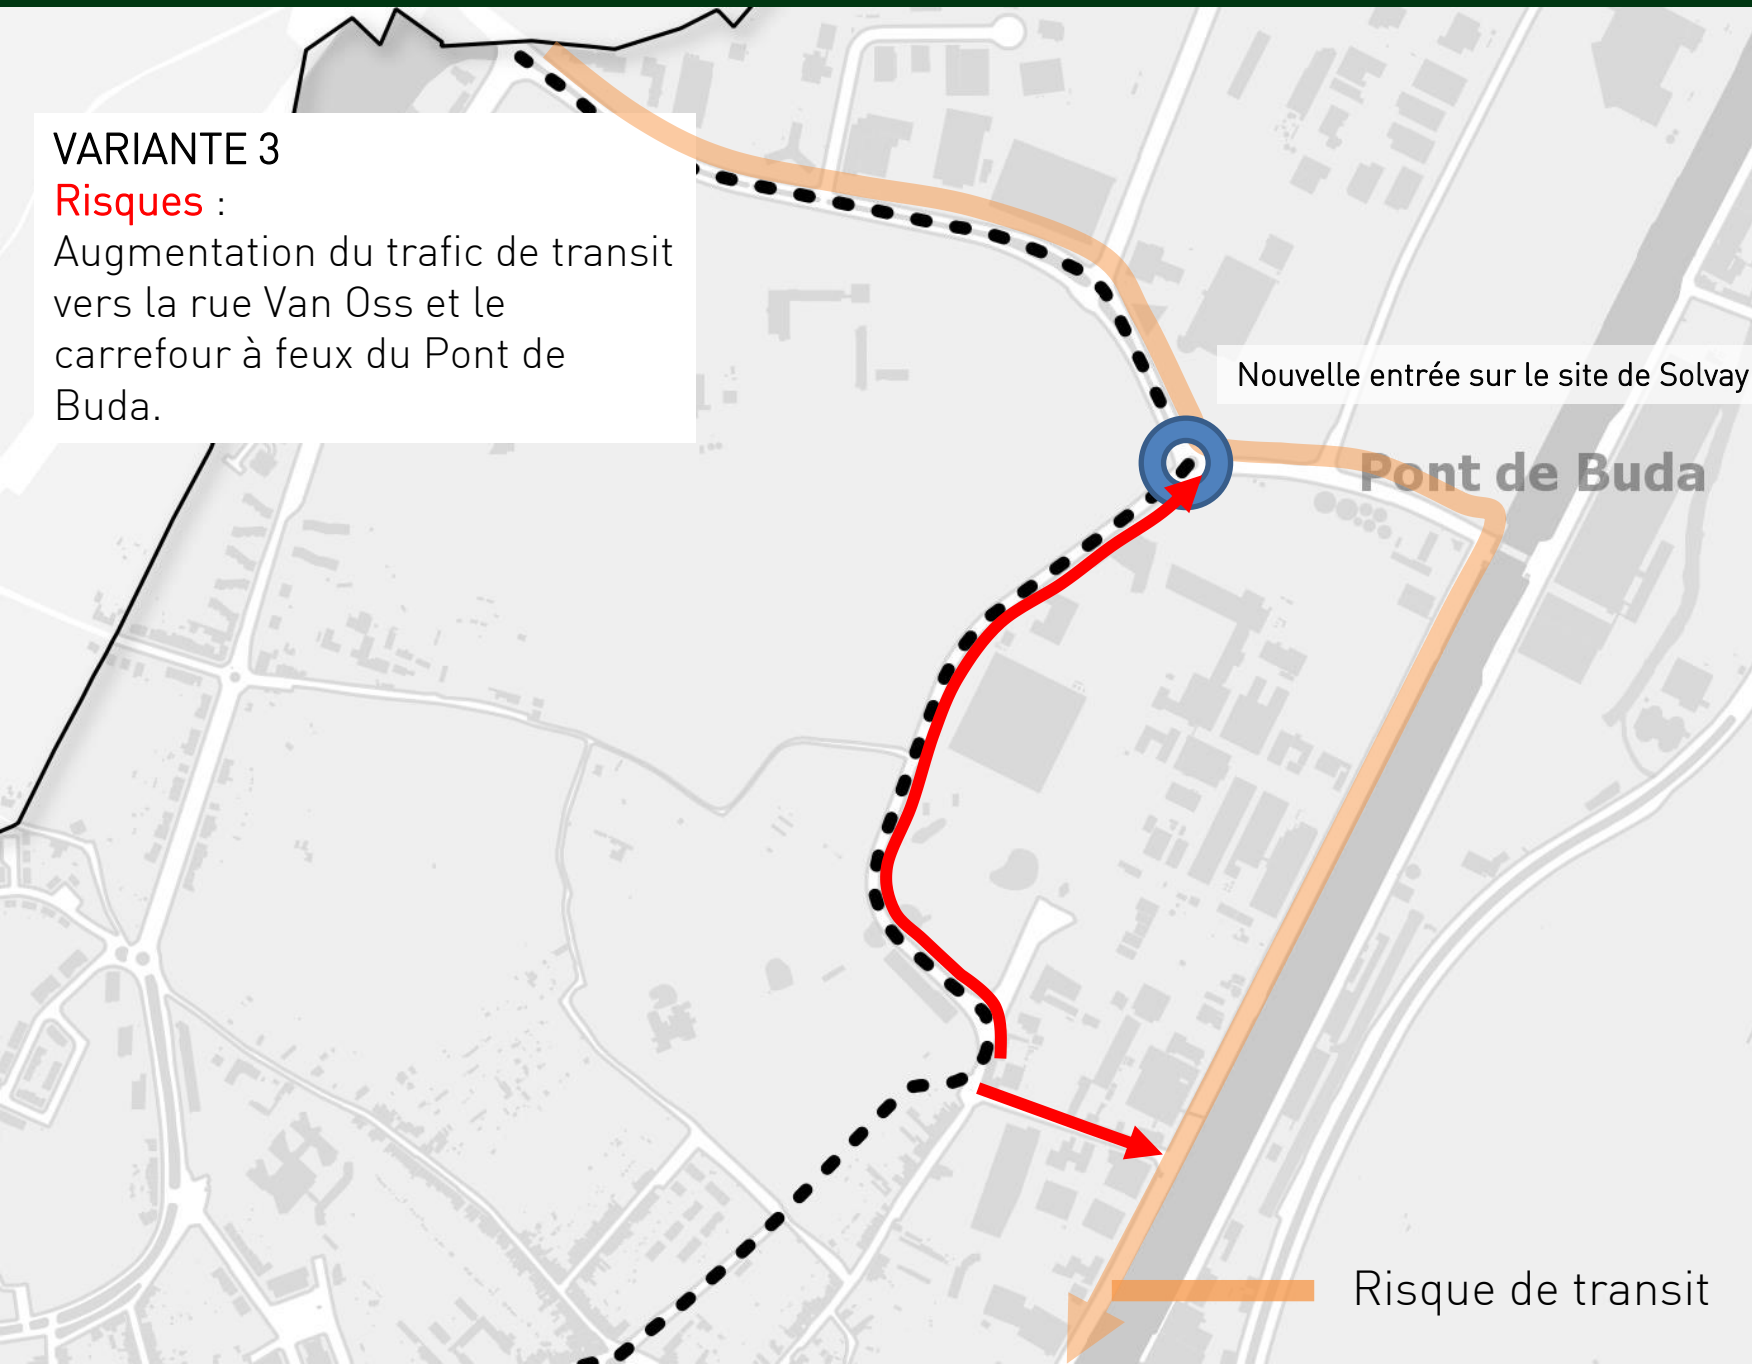 VARIANTE 3
Risques :
Augmentation du trafic de transit
vers la rue Van Oss et le
carrefour à feux du Pont de
Buda.
Nouvelle entrée sur le site de Solvay
Pont de Buda
Risque de transit